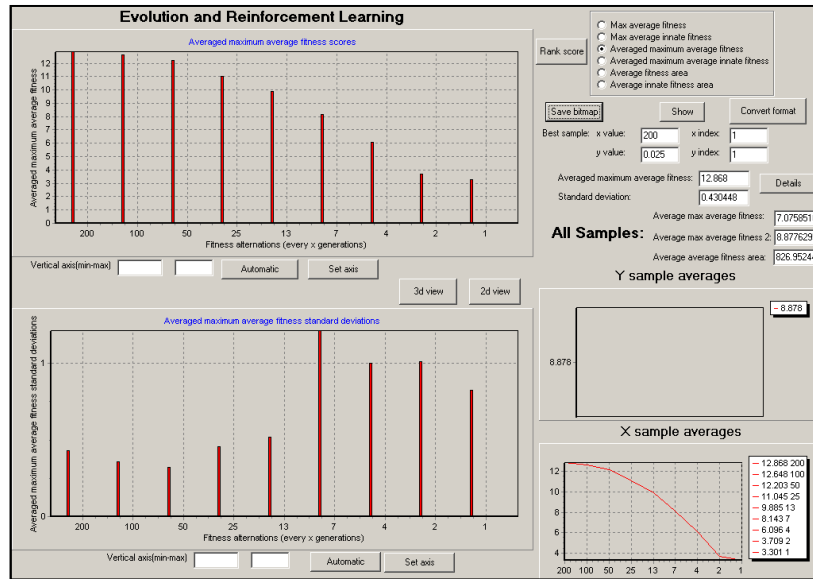 Evolution and Reinforcement Learning
Averaged maximum average fitness scores
Averaged maximum average fitness
12
11
10
9
8
7
6
5
4
3
2
1
0
200 100 50 25 13 7 4 2 1
Fitness alternations (every x generations)
Vertical axis(min-max)
Automatic
Set axis
3d view
2d view
Averaged maximum average fitness standard deviations
Averaged maximum average fitness standard deviations
1
0
200 100 50 25 13 7 4 2 1
Fitness alternations (every x generations)
Vertical axis(min-max)
Automatic
Set axis
Rank score
Max average fitness
Max average innate fitness
Averaged maximum average fitness
Averaged maximum average innate fitness
Average fitness area
Average innate fitness area
Save bitmap
Show
Convert format
Best sample: x value: 200 x index: 1
y value: 0.025 y index: 1
Averaged maximum average fitness: 12.868
Standard deviation: 0.430448
Details
All Samples:
Average max average fitness: 7.075851
Average max average fitness 2: 8.877629
Average average fitness area: 826.9524
Y sample averages
8.878
8.878
X sample averages
12
10
8
6
4
200 100 50 25 13 7 4 2 1
12.868 200
12.648 100
12.203 50
11.045 25
9.885 13
8.143 7
6.096 4
3.709 2
3.301 1